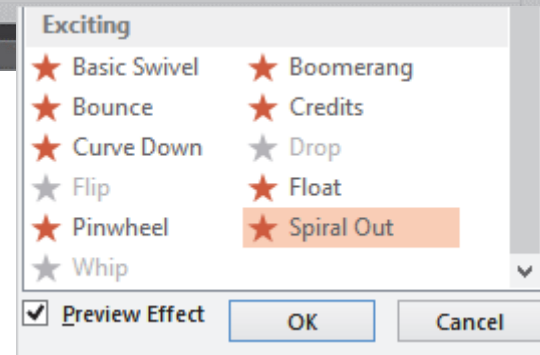 Exciting
Basic Swivel Boomerang
Bounce Credits
Curve Down Drop
Flip Float
Pinwheel Spiral Out
Whip
Preview Effect OK Cancel